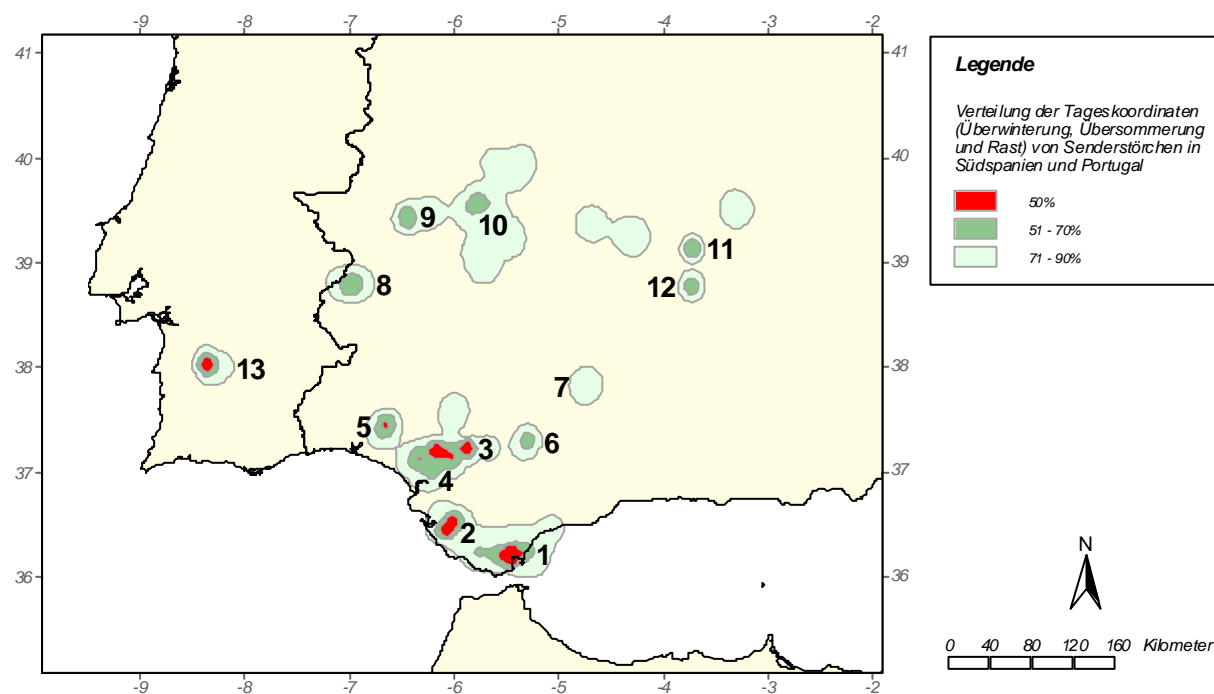 -9 -8 -7 -6 -5 -4 -3 -2
41 41
Legende
Verteilung der Tageskoordinaten
(Überwinterung, Übersommerung
und Rast) von Senderstörchen in
Südspanien und Portugal
40 40
50%
9
10
51 - 70%
11
39 39
71 - 90%
8
12
38 38
13
7
5
6
3
37 37
4
2
1
N
36 36
0 40 80 120 160 Kilometer
-9 -8 -7 -6 -5 -4 -3 -2